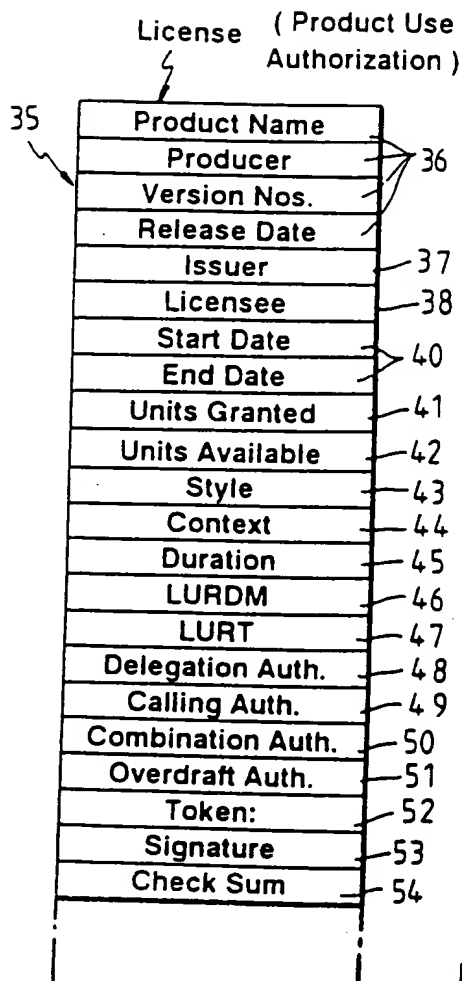 License ( Product Use
Authorization )
35
Product Name
Producer 36
Version Nos.
Release Date
Issuer 37
Licensee 38
Start Date
40
End Date
Units Granted 41
Units Available 42
Style 43
Context 44
Duration 45
LURDM 46
LURT 47
Delegation Auth. 48
Calling Auth. 49
Combination Auth. 50
Overdraft Auth. 51
Token: 52
Signature 53
Check Sum 54